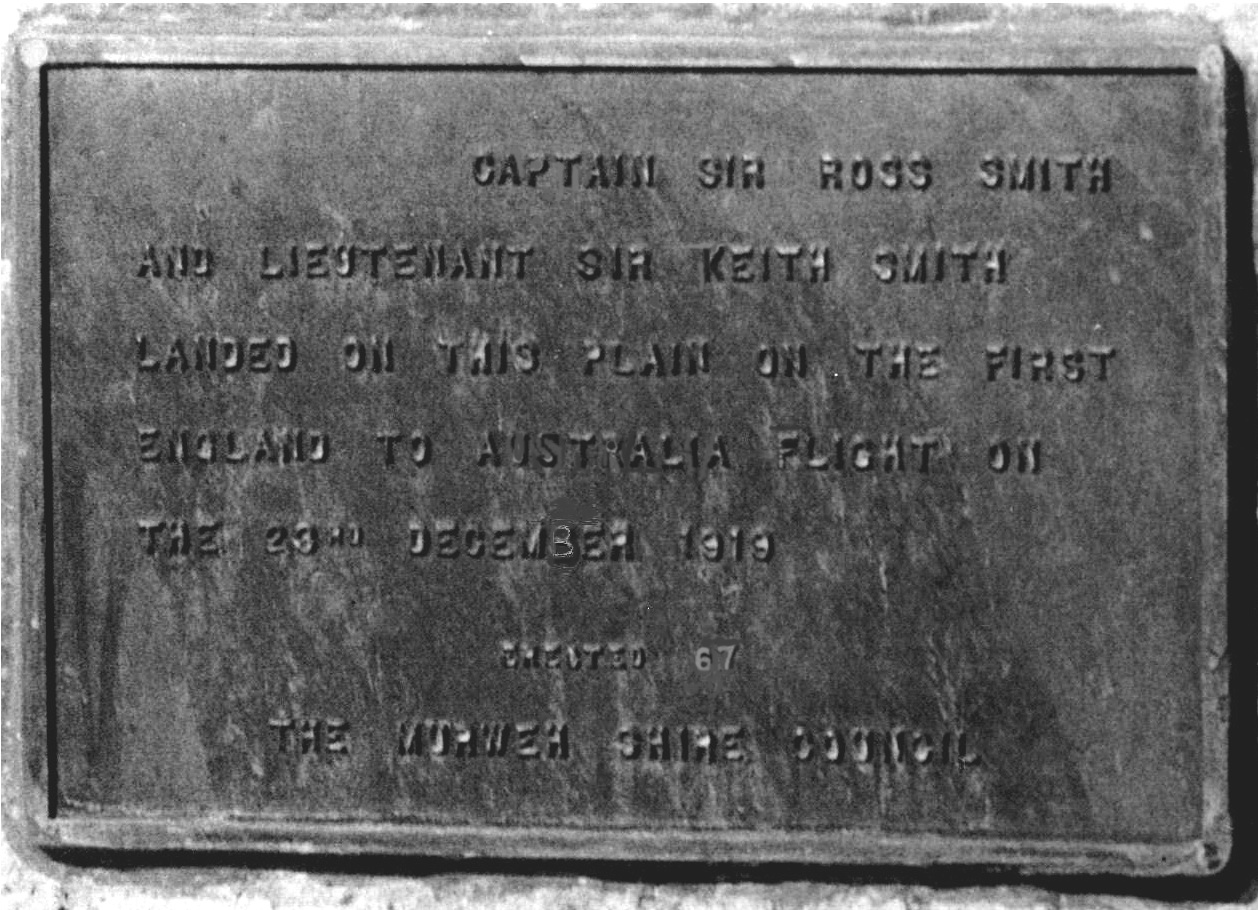 CAPTAIN SIR ROSS SMITH
AND LIEUTENANT SIR KEITH SMITH
LANDED ON THIS PLAIN ON THE FIRST
ENGLAND TO AUSTRALIA FLIGHT ON
THE 23RD DECEMBER 1919
ERECTED 67
THE MURWEH SHIRE COUNCIL